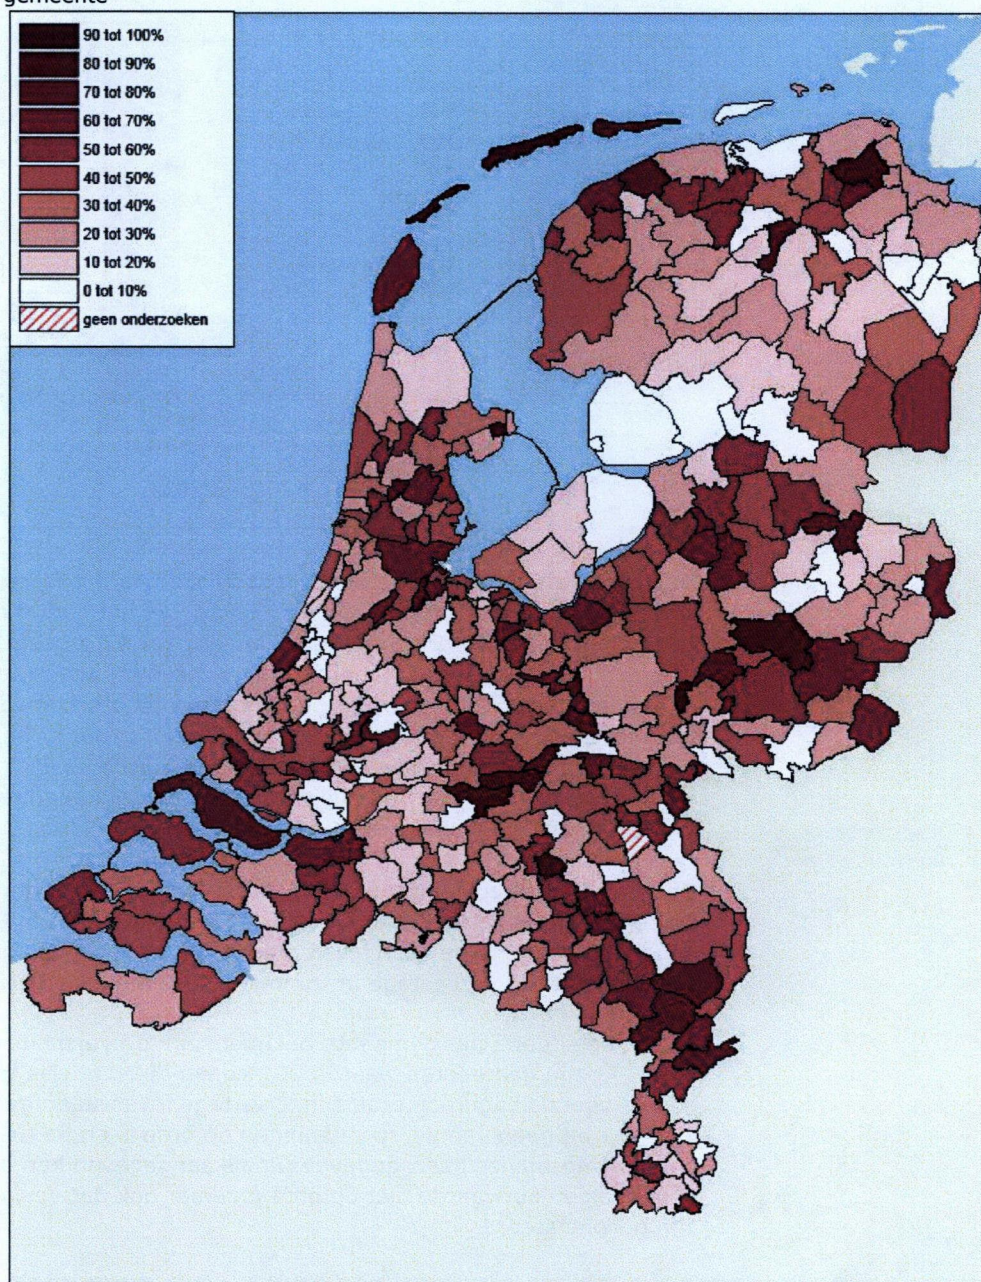 gemeente
90 tot 100%
80 tot 90%
70 tot 80%
60 tot 70%
50 tot 60%
40 tot 50%
30 tot 40%
20 tot 30%
10 tot 20%
0 tot 10%
geen onderzoeken